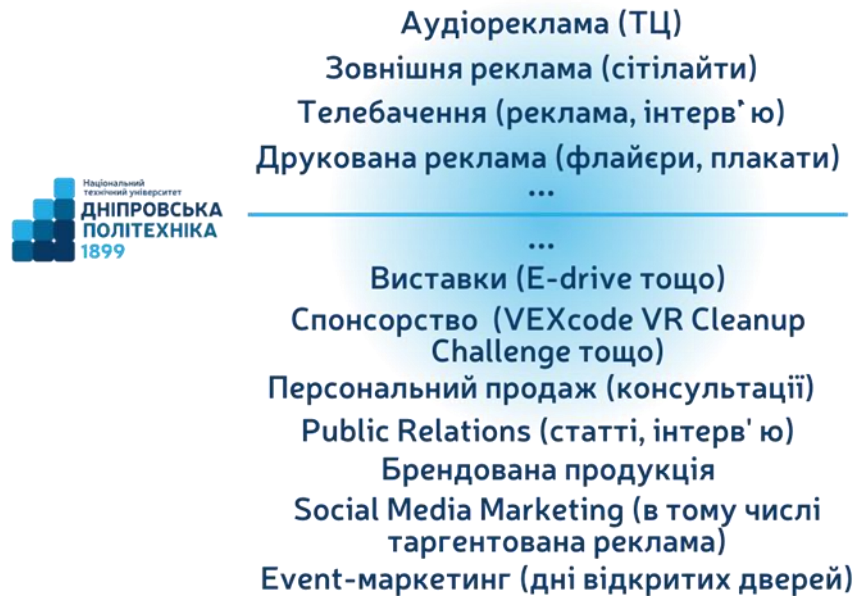 Аудіореклама (ТЦ)
Зовнішня реклама (сітілайти)
Телебачення (реклама, інтерв' ю)
Друкована реклама (флайєри, плакати)
...
Національний
технічний університет
ДНІПРОВСЬКА
ПОЛІТЕХНІКА
1899
...
Виставки (E-drive тощо)
Спонсорство (VEXcode VR Cleanup
Challenge тощо)
Персональний продаж (консультації)
Public Relations (статті, інтерв' ю)
Брендована продукція
Social Media Marketing (в тому числі
таргентована реклама)
Event-маркетинг (дні відкритих дверей)